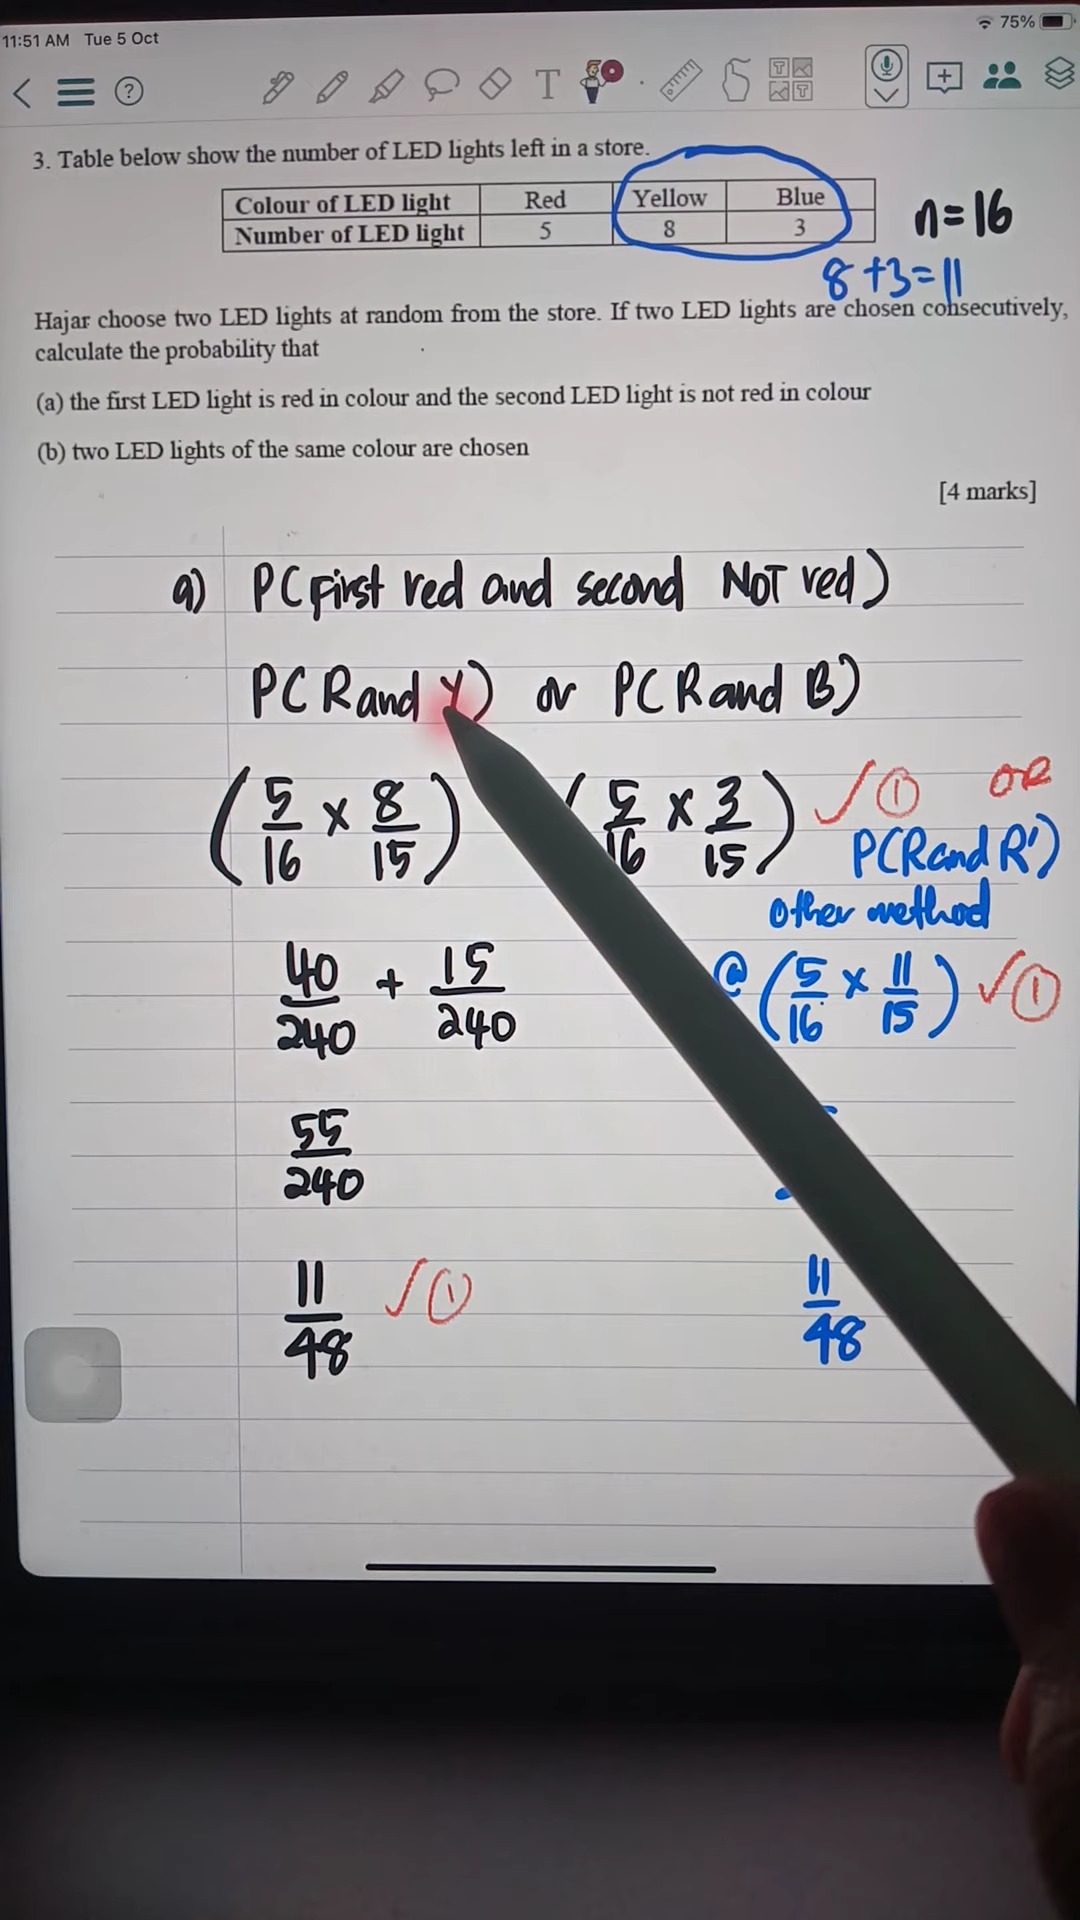 11:51 AM Tue 5 Oct
75%
3. Table below show the number of LED lights left in a store.
Colour of LED light Red Yellow Blue
Number of LED light 5 8 3
n=16
8+3=11
Hajar choose two LED lights at random from the store. If two LED lights are chosen consecutively,
calculate the probability that
(a) the first LED light is red in colour and the second LED light is not red in colour
(b) two LED lights of the same colour are chosen
[4 marks]
a) P(First red and second NOT red)
P(R and Y) or P(R and B)
(5/16 × 8/15) (5/16 × 3/15) ✓① OR
P(R and R')
other method
40/240 + 15/240 @ (5/16 × 11/15) ✓①
55/240
11/48 ✓① 11/48